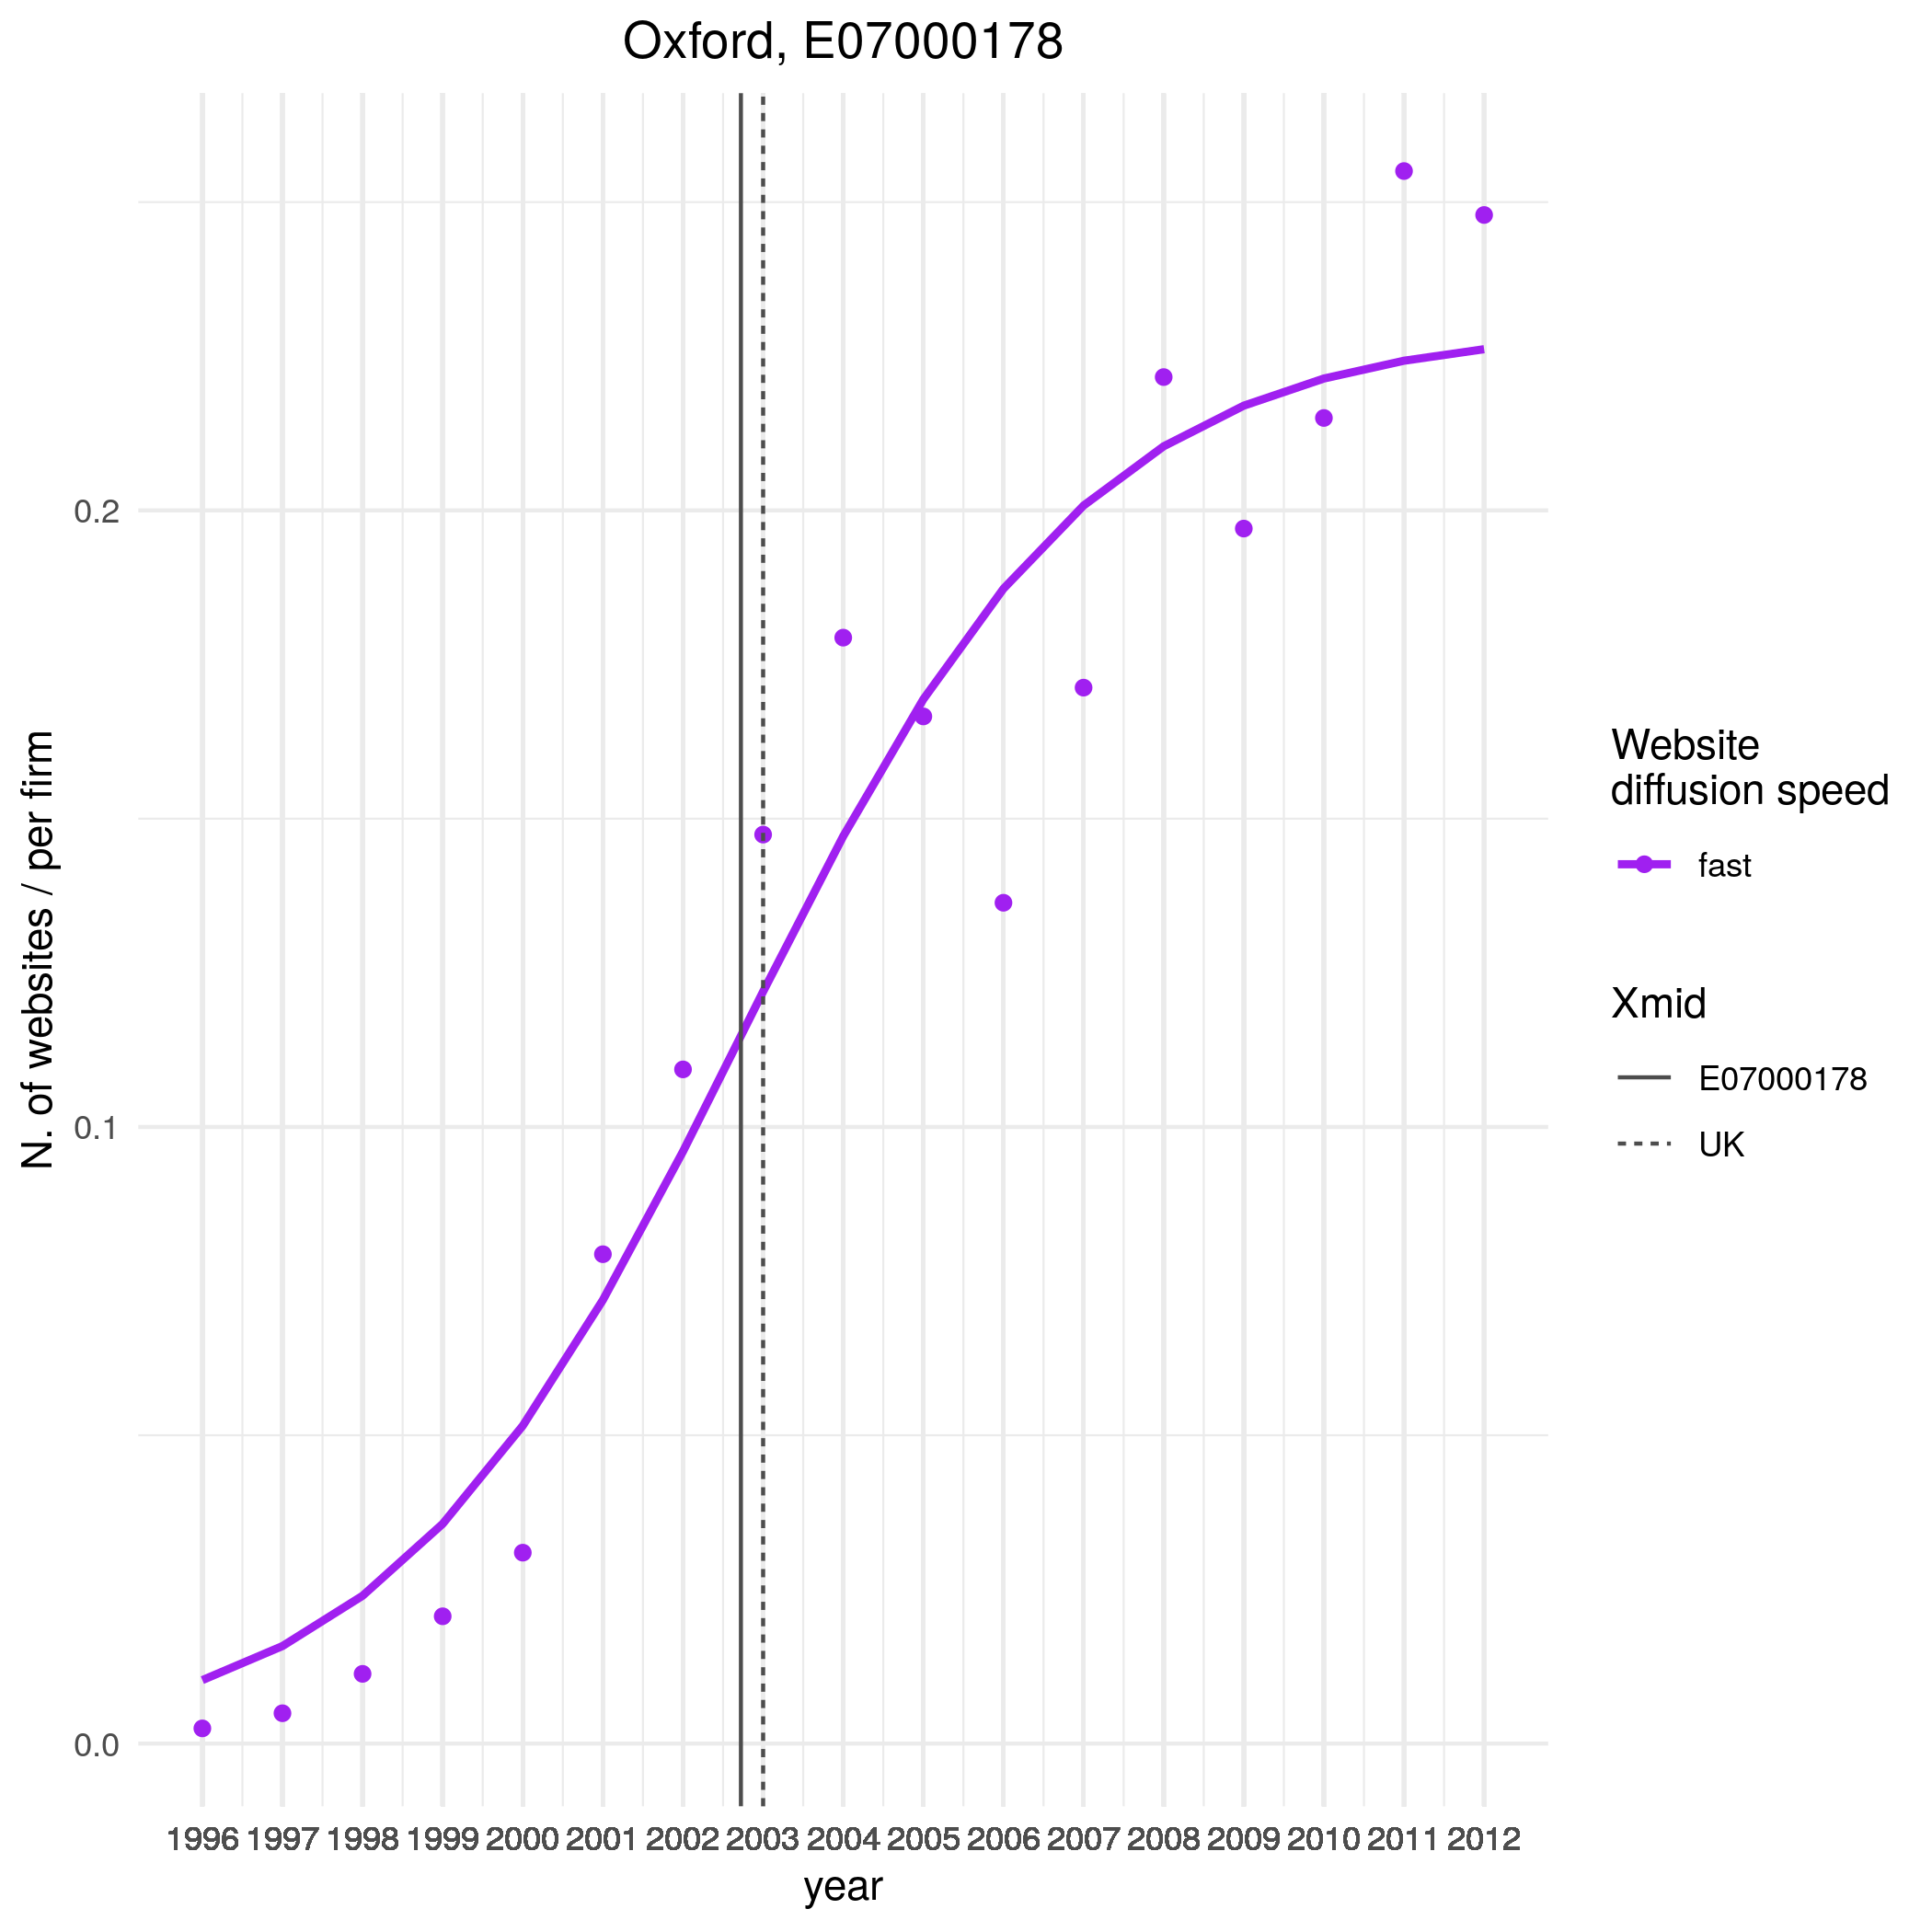 Oxford, E07000178
N. of websites / per firm
0.2
0.1
0.0
1996 1997 1998 1999 2000 2001 2002 2003 2004 2005 2006 2007 2008 2009 2010 2011 2012
year
Website
diffusion speed
fast
Xmid
E07000178
UK